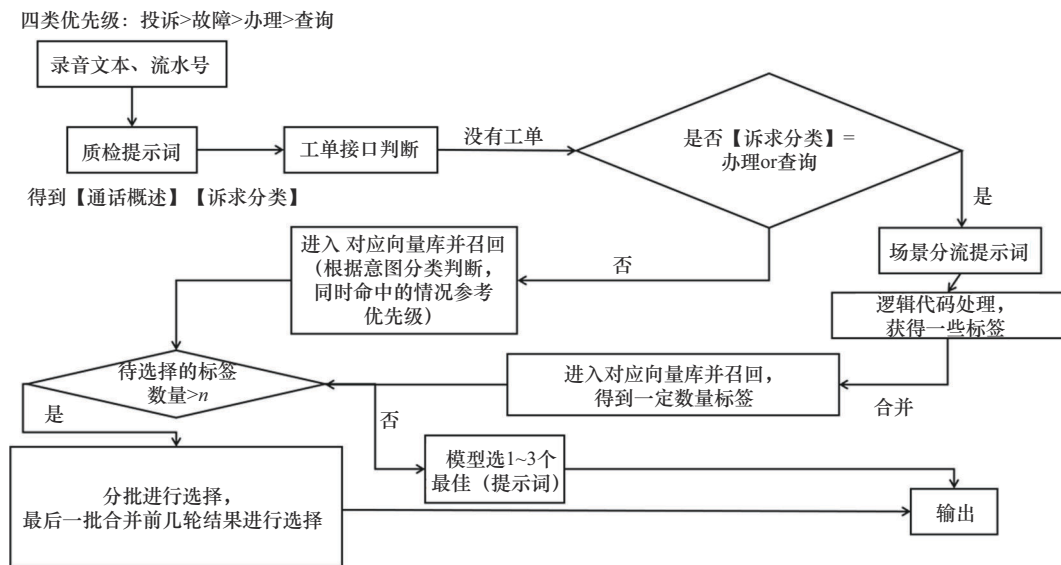 四类优先级：投诉>故障>办理>查询
录音文本、流水号
质检提示词
工单接口判断
没有工单
是否【诉求分类】=
办理or查询
得到【通话概述】【诉求分类】
是
进入 对应向量库并召回
（根据意图分类判断，
同时命中的情况参考
优先级）
否
场景分流提示词
逻辑代码处理，
获得一些标签
待选择的标签
数量>n
进入对应向量库并召回，
得到一定数量标签
合并
是
否
模型选1~3个
最佳（提示词）
分批进行选择，
最后一批合并前几轮结果进行选择
输出